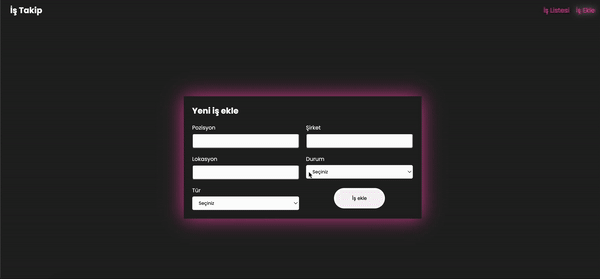 İş Takip
İş Listesi İş Ekle
Yeni iş ekle
Pozisyon
Şirket
Lokasyon
Durum
Seçiniz
Tür
Seçiniz
İş ekle